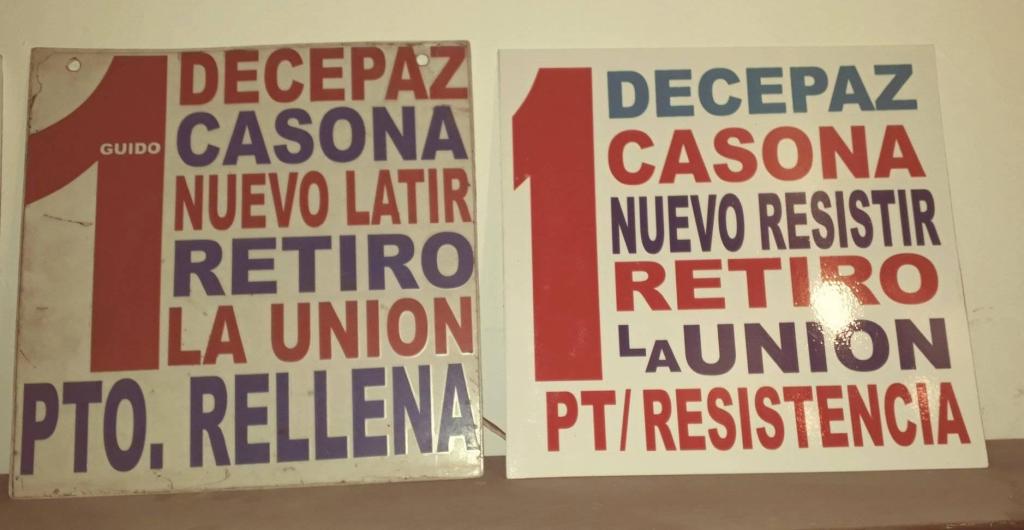 1
GUIDO
DECEPAZ
CASONA
NUEVO LATIR
RETIRO
LA UNION
PTO. RELLENA
1
DECEPAZ
CASONA
NUEVO RESISTIR
RETIRO
LA UNION
PT/RESISTENCIA